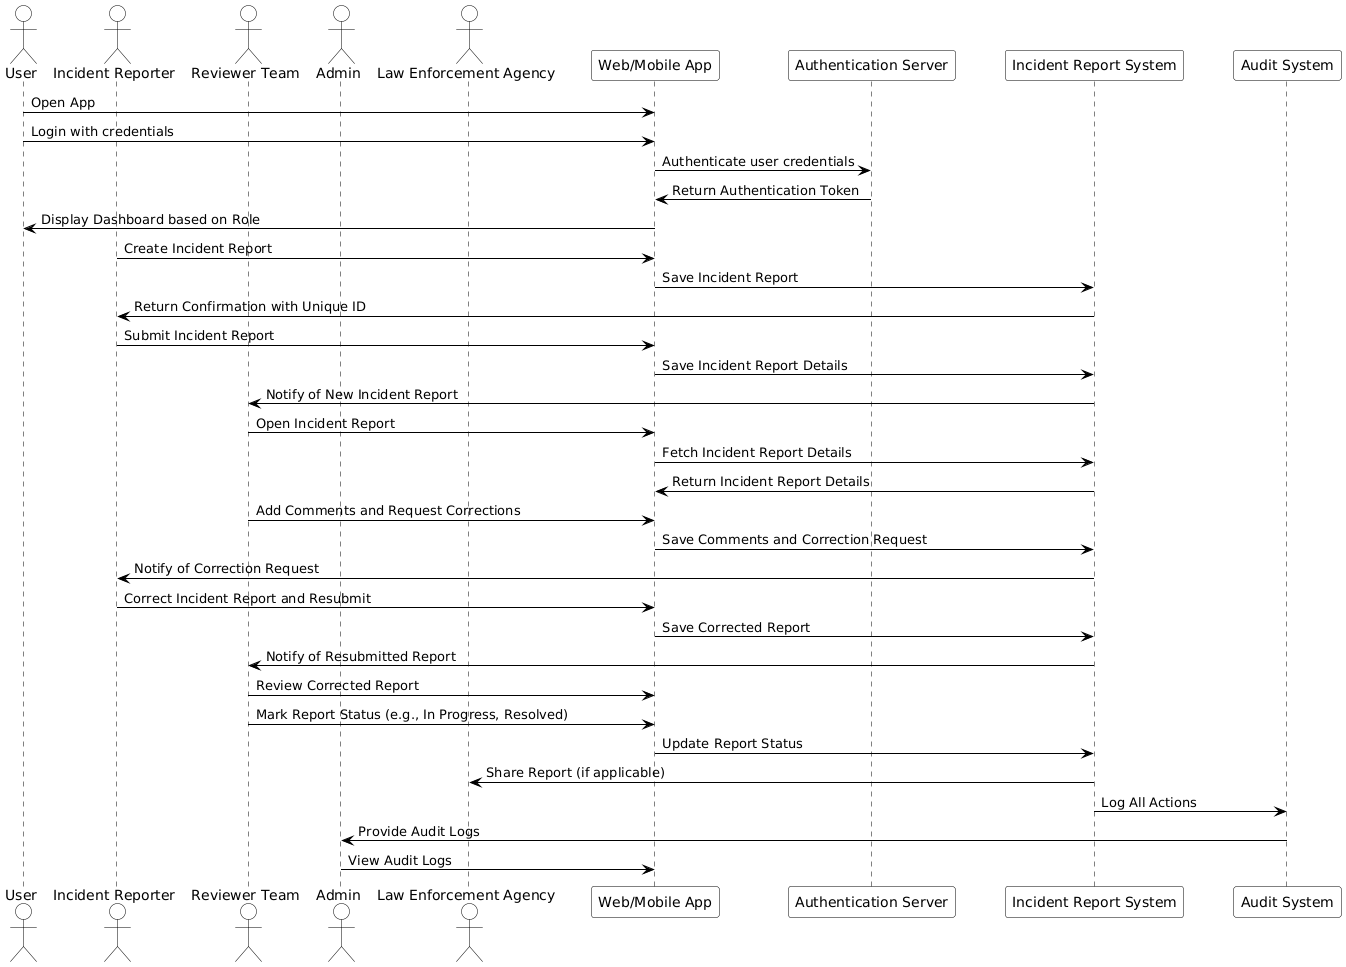 User
Incident Reporter
Reviewer Team
Admin
Law Enforcement Agency
Web/Mobile App
Authentication Server
Incident Report System
Audit System
Open App
Login with credentials
Authenticate user credentials
Return Authentication Token
Display Dashboard based on Role
Create Incident Report
Save Incident Report
Return Confirmation with Unique ID
Submit Incident Report
Save Incident Report Details
Notify of New Incident Report
Open Incident Report
Fetch Incident Report Details
Return Incident Report Details
Add Comments and Request Corrections
Save Comments and Correction Request
Notify of Correction Request
Correct Incident Report and Resubmit
Save Corrected Report
Notify of Resubmitted Report
Review Corrected Report
Mark Report Status (e.g., In Progress, Resolved)
Update Report Status
Share Report (if applicable)
Log All Actions
Provide Audit Logs
View Audit Logs
User
Incident Reporter
Reviewer Team
Admin
Law Enforcement Agency
Web/Mobile App
Authentication Server
Incident Report System
Audit System